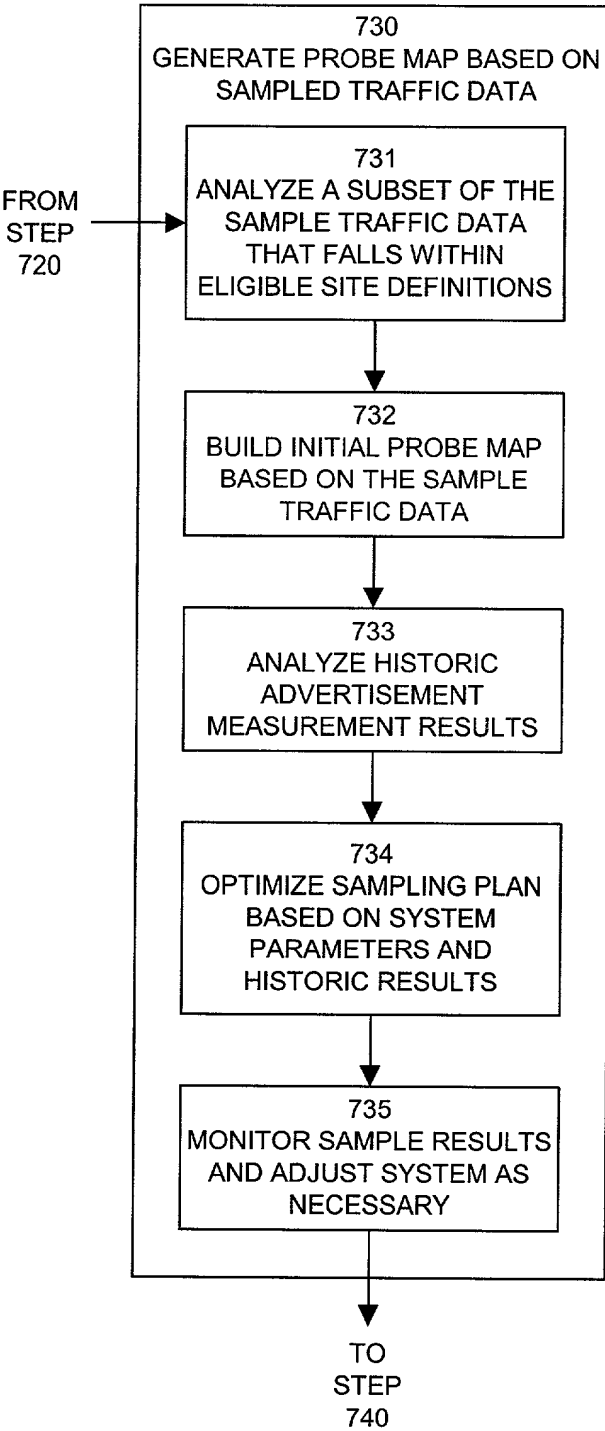 730
GENERATE PROBE MAP BASED ON
SAMPLED TRAFFIC DATA
FROM
STEP
720
731
ANALYZE A SUBSET OF THE
SAMPLE TRAFFIC DATA
THAT FALLS WITHIN
ELIGIBLE SITE DEFINITIONS
732
BUILD INITIAL PROBE MAP
BASED ON THE SAMPLE
TRAFFIC DATA
733
ANALYZE HISTORIC
ADVERTISEMENT
MEASUREMENT RESULTS
734
OPTIMIZE SAMPLING PLAN
BASED ON SYSTEM
PARAMETERS AND
HISTORIC RESULTS
735
MONITOR SAMPLE RESULTS
AND ADJUST SYSTEM AS
NECESSARY
TO
STEP
740